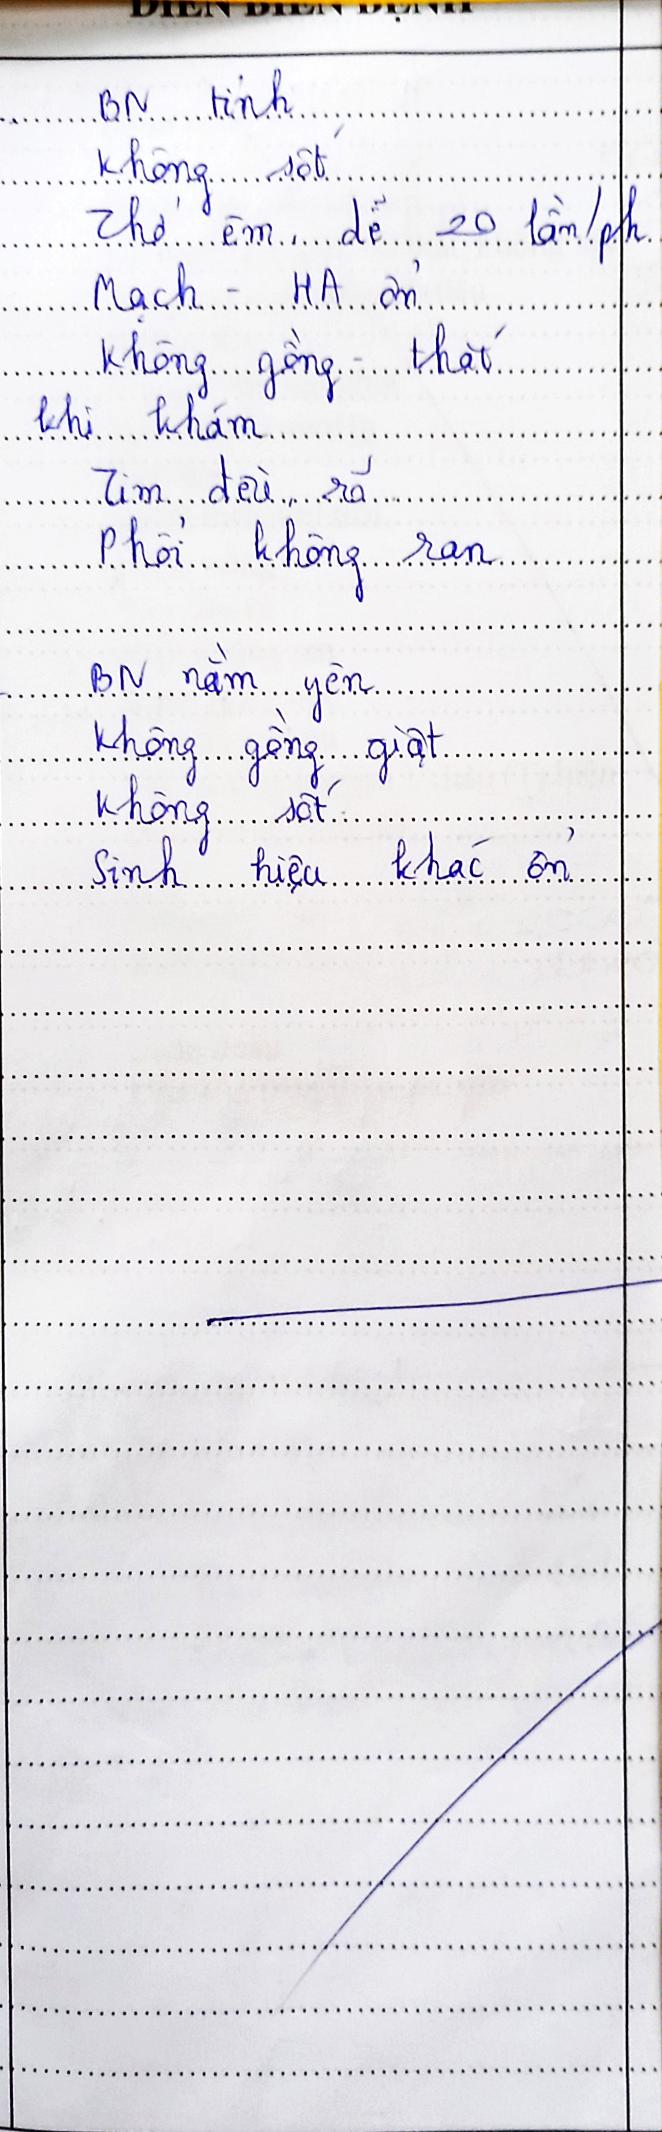 DIỄN BIẾN BỆNH
BN tỉnh
Không sốt
Thở êm, dễ 20 lần/ph
Mạch - HA ổn
Không gồng - thắt
khi khám
Tim đều, rõ
Phổi không ran
BN nằm yên
Không gồng giật
Không sốt
Sinh hiệu khác ổn